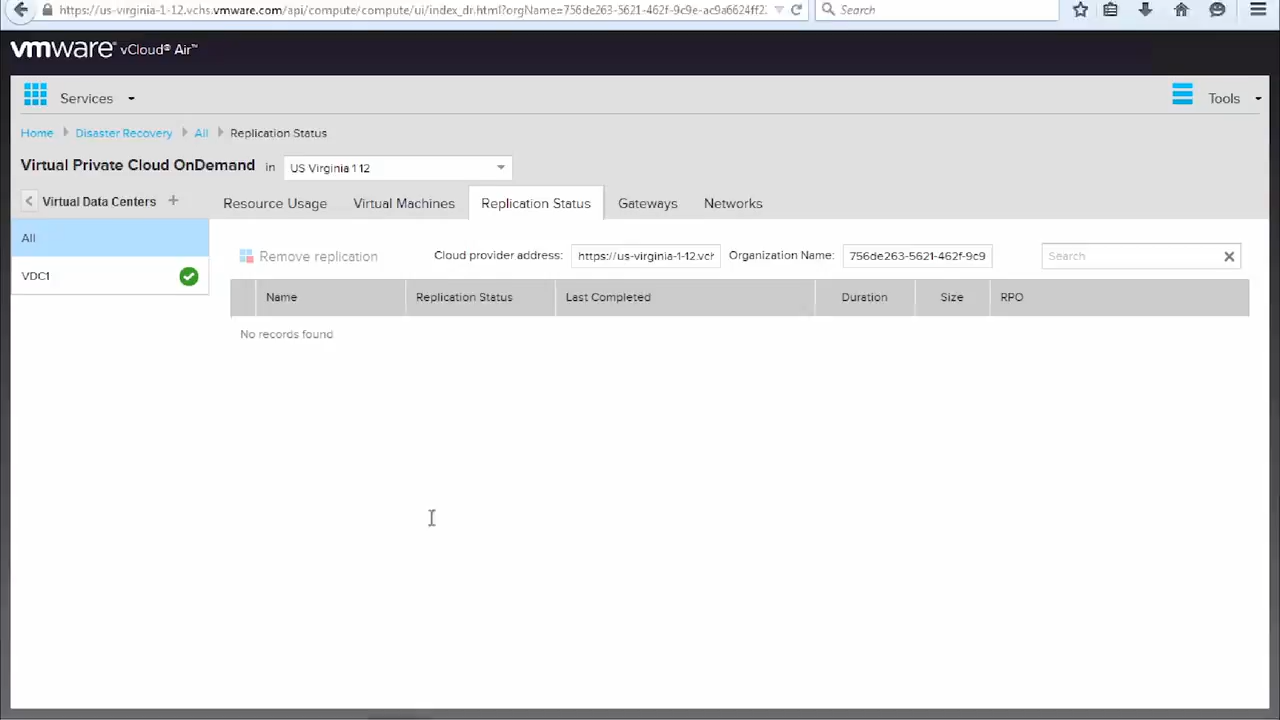 https://us-virginia-1-12.vchs.vmware.com/api/compute/compute/ui/index_dr.html?orgName=756de263-5621-462f-9c9e-ac9a6624ff2
Search
vmware® vCloud® Air™
Services
Tools
Home Disaster Recovery All Replication Status
Virtual Private Cloud OnDemand in US Virginia 1 12
Virtual Data Centers +
Resource Usage Virtual Machines Replication Status Gateways Networks
All
VDC1
Remove replication Cloud provider address: https://us-virginia-1-12.vch Organization Name: 756de263-5621-462f-9c9 Search
Name Replication Status Last Completed Duration Size RPO
No records found